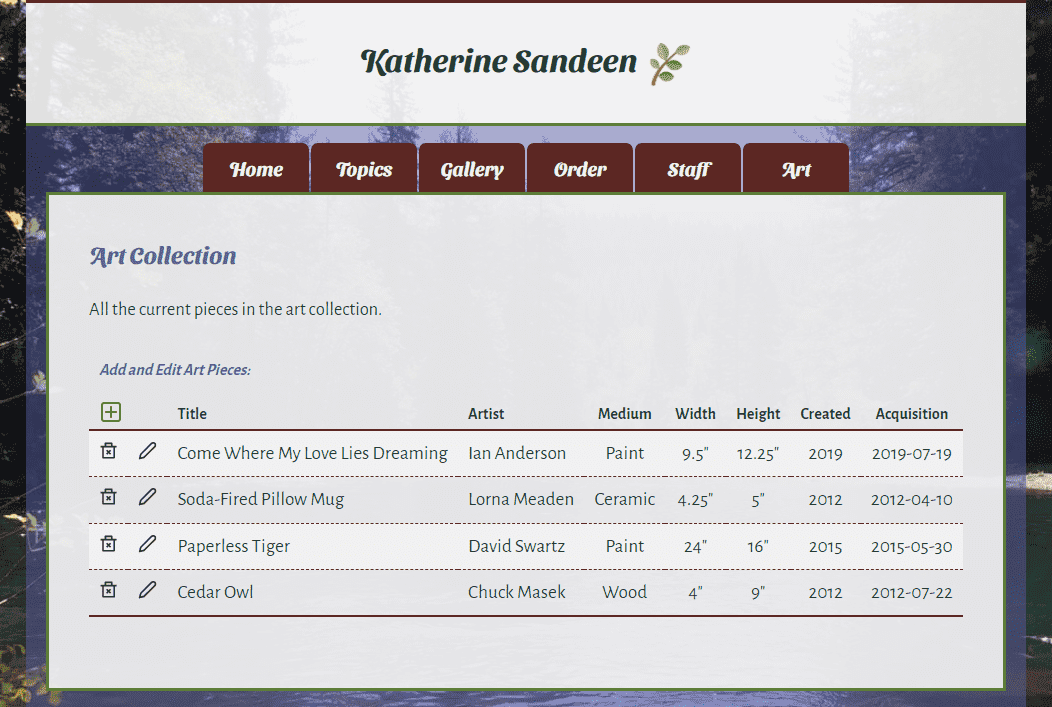 Katherine Sandeen
Home Topics Gallery Order Staff Art
Art Collection
All the current pieces in the art collection.
Add and Edit Art Pieces:
Title Artist Medium Width Height Created Acquisition
Come Where My Love Lies Dreaming Ian Anderson Paint 9.5" 12.25" 2019 2019-07-19
Soda-Fired Pillow Mug Lorna Meaden Ceramic 4.25" 5" 2012 2012-04-10
Paperless Tiger David Swartz Paint 24" 16" 2015 2015-05-30
Cedar Owl Chuck Masek Wood 4" 9" 2012 2012-07-22